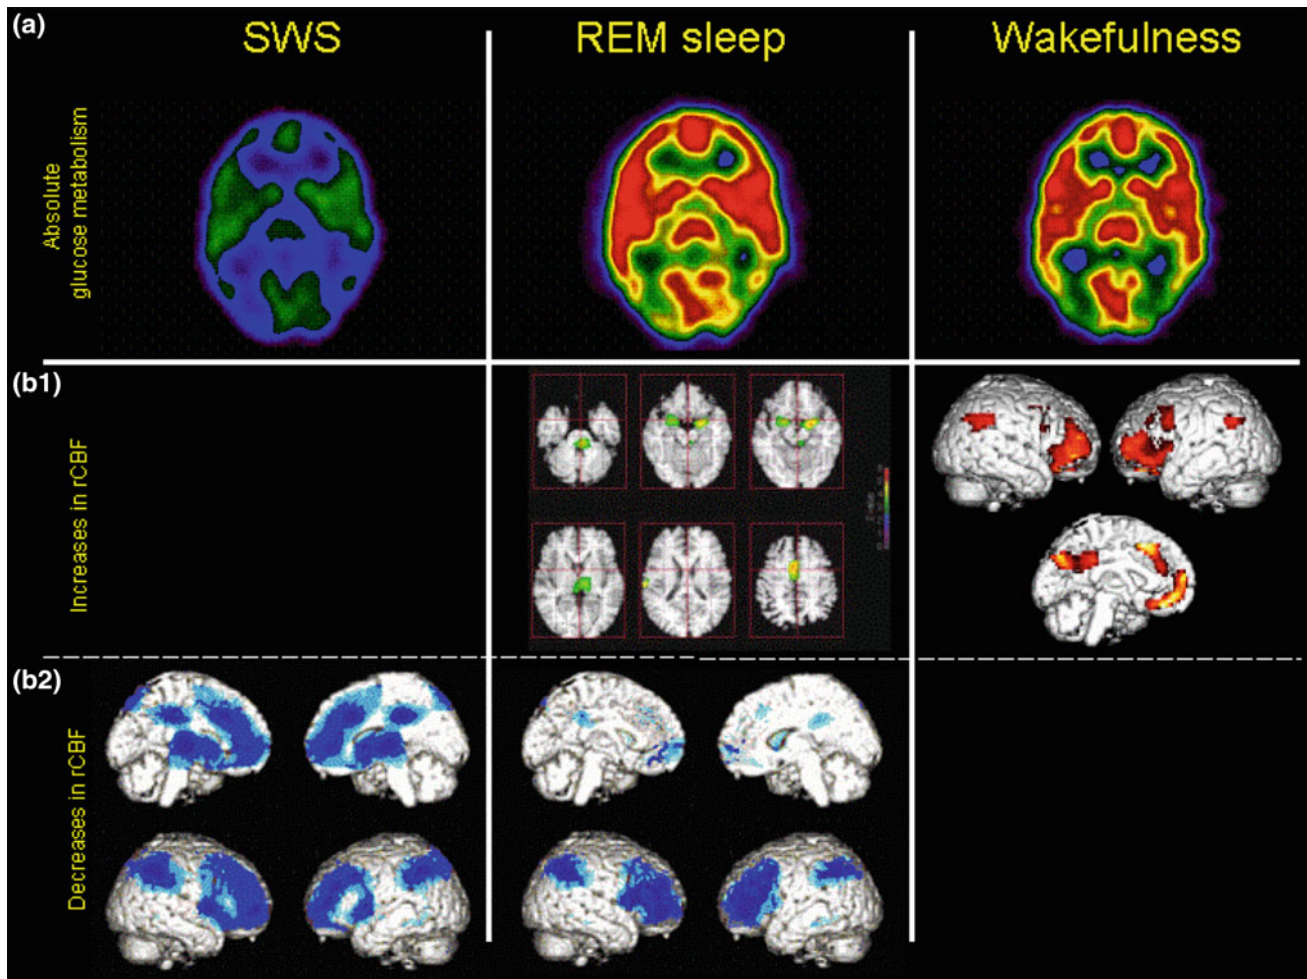 (a)
SWS
REM sleep
Wakefulness
Absolute
glucose metabolism
(b1)
Increases in rCBF
(b2)
Decreases in rCBF